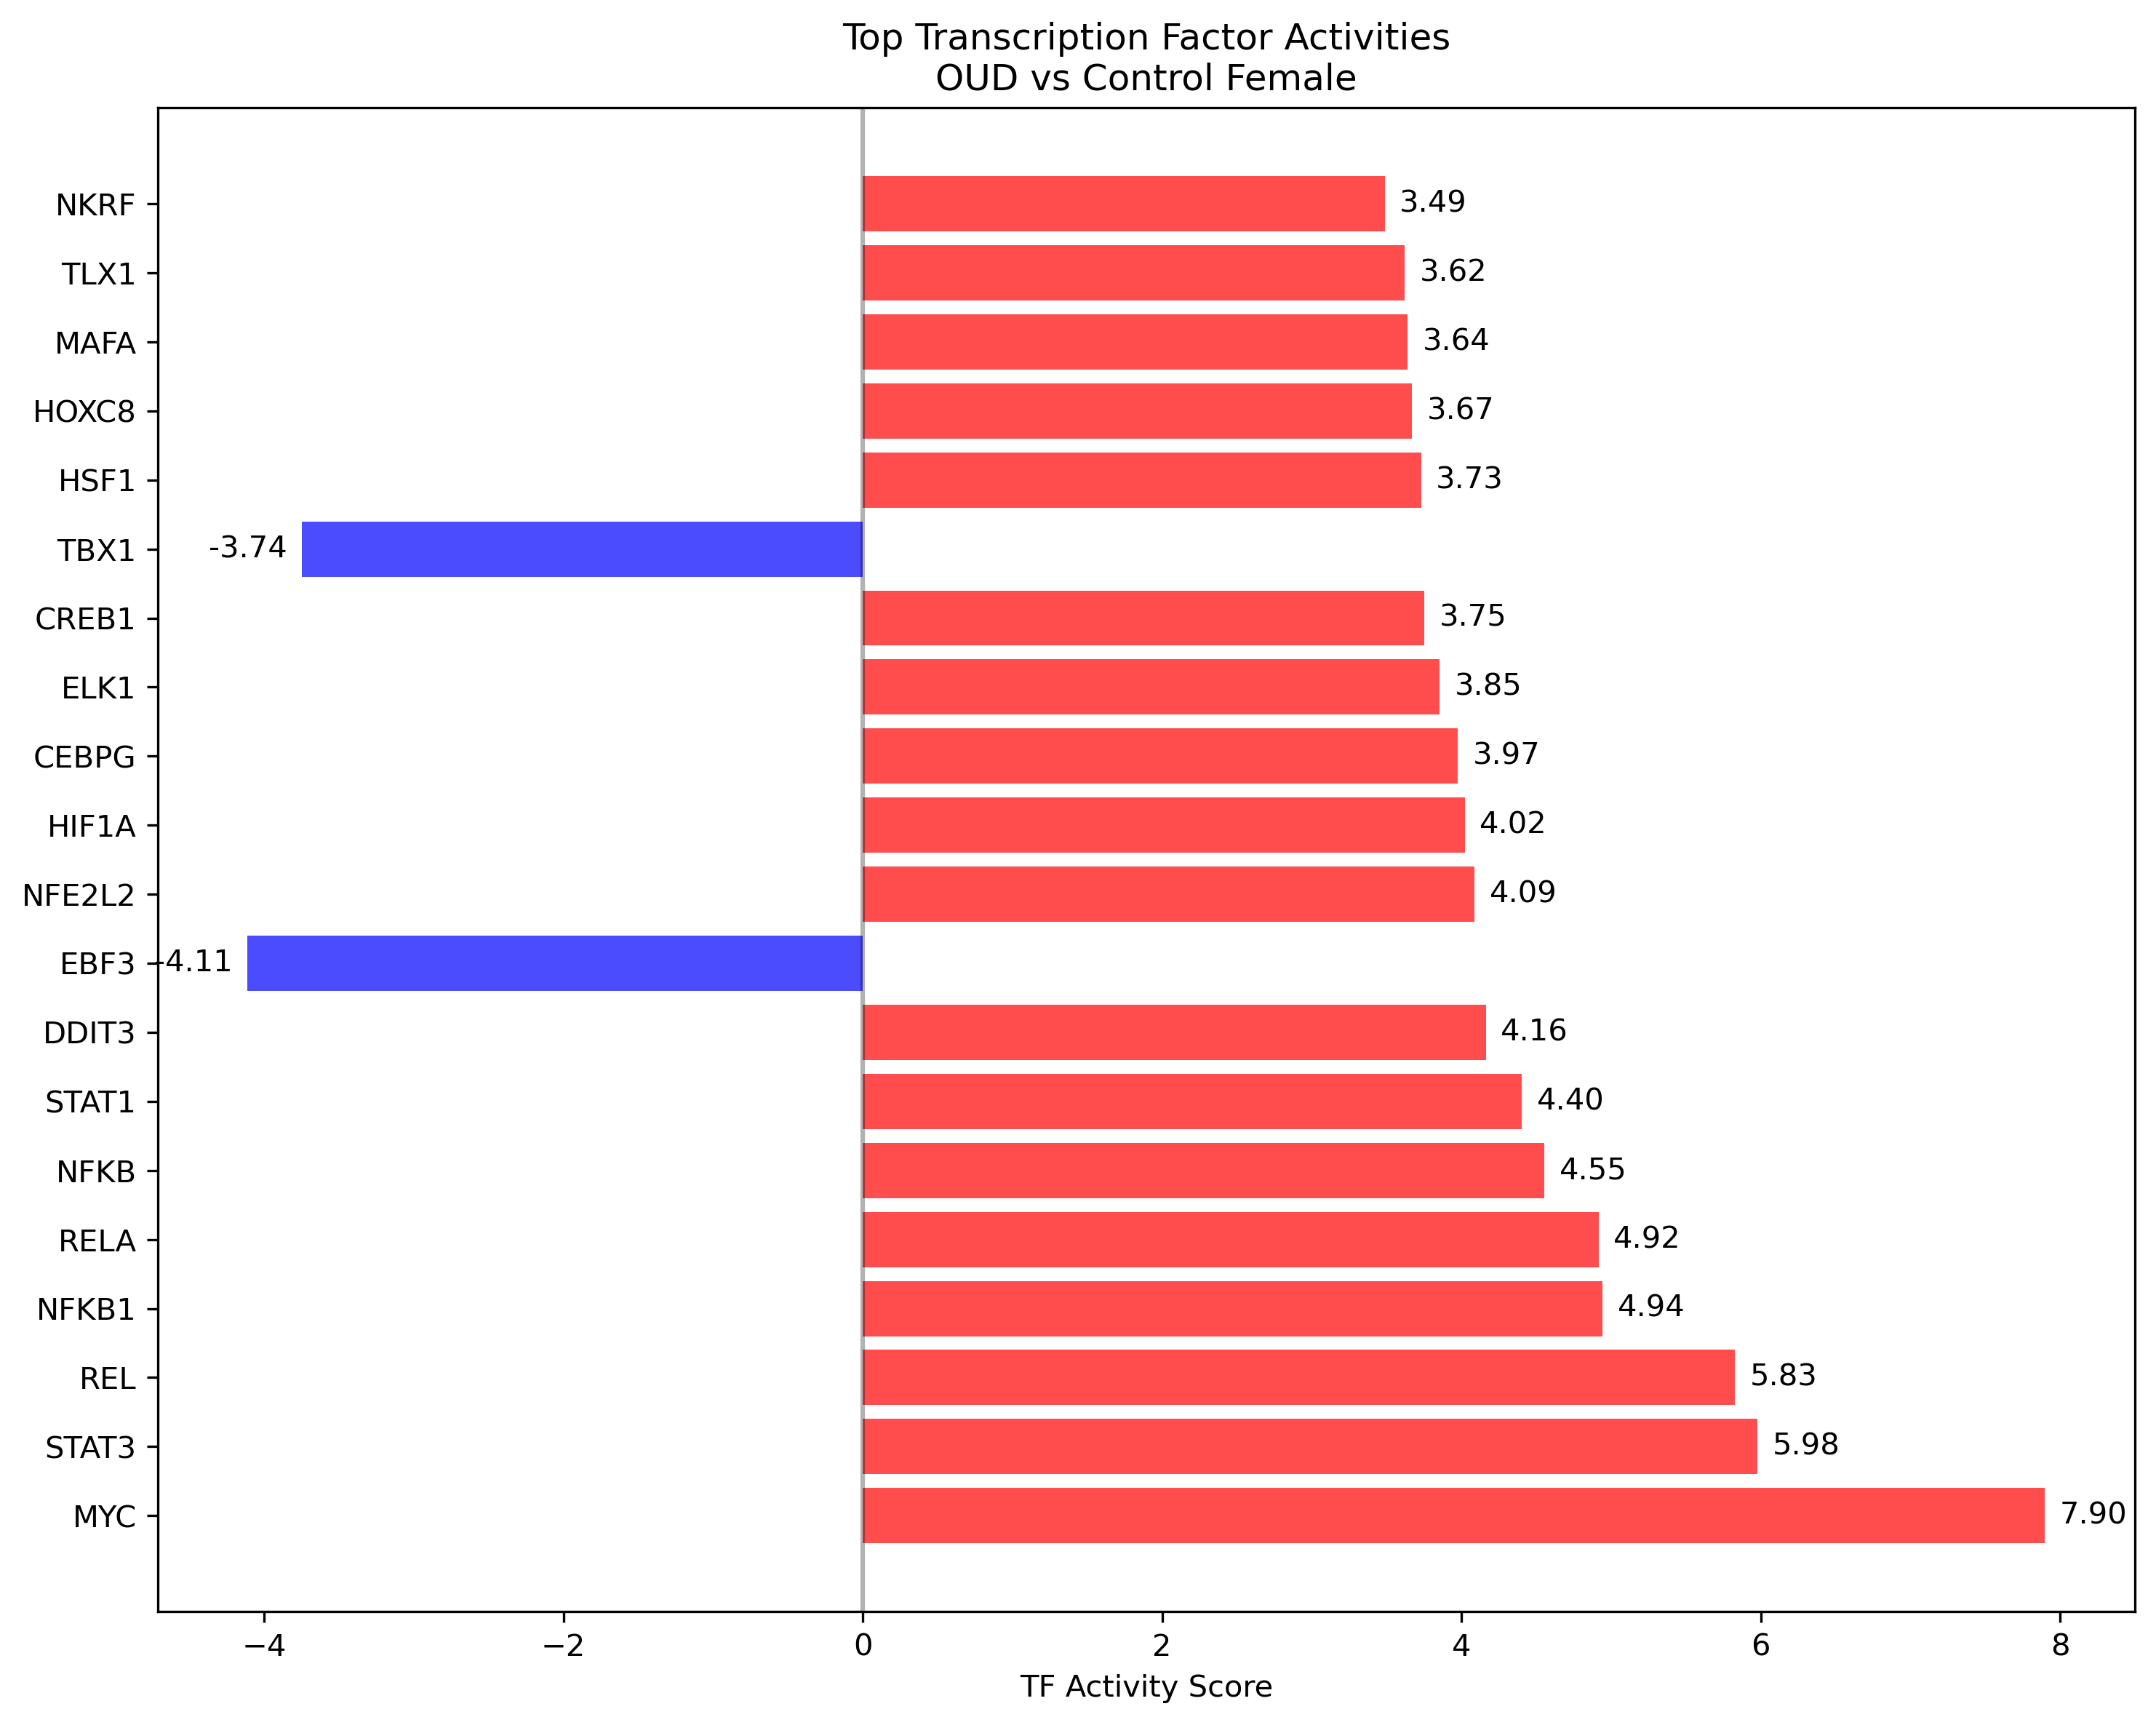 Top Transcription Factor Activities
OUD vs Control Female
NKRF 3.49
TLX1 3.62
MAFA 3.64
HOXC8 3.67
HSF1 3.73
TBX1 -3.74
CREB1 3.75
ELK1 3.85
CEBPG 3.97
HIF1A 4.02
NFE2L2 4.09
EBF3 -4.11
DDIT3 4.16
STAT1 4.40
NFKB 4.55
RELA 4.92
NFKB1 4.94
REL 5.83
STAT3 5.98
MYC 7.90
−4 −2 0 2 4 6 8
TF Activity Score